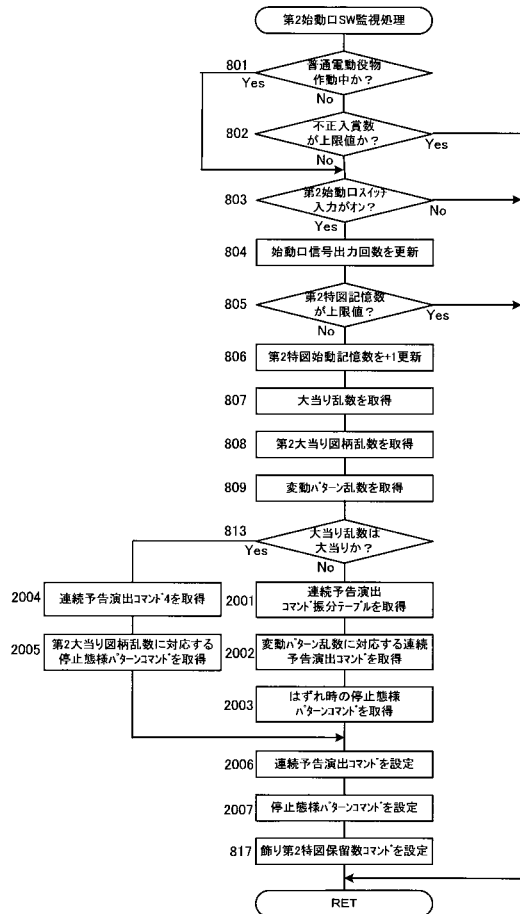 第2始動口SW監視処理
801
普通電動役物
作動中か？
Yes
No
802
不正入賞数
が上限値か？
Yes
No
803
第2始動口スイッチ
入力がオン？
No
Yes
804
始動口信号出力回数を更新
805
第2特図記憶数
が上限値？
Yes
No
806
第2特図始動記憶数を+1更新
807
大当り乱数を取得
808
第2大当り図柄乱数を取得
809
変動パターン乱数を取得
813
大当り乱数は
大当りか？
Yes
No
2004
連続予告演出コマンド4を取得
2001
連続予告演出
コマンド振分テーブルを取得
2005
第2大当り図柄乱数に対応する
停止態様パターンコマンドを取得
2002
変動パターン乱数に対応する連続
予告演出コマンドを取得
2003
はずれ時の停止態様
パターンコマンドを取得
2006
連続予告演出コマンドを設定
2007
停止態様パターンコマンドを設定
817
飾り第2特図保留数コマンドを設定
RET